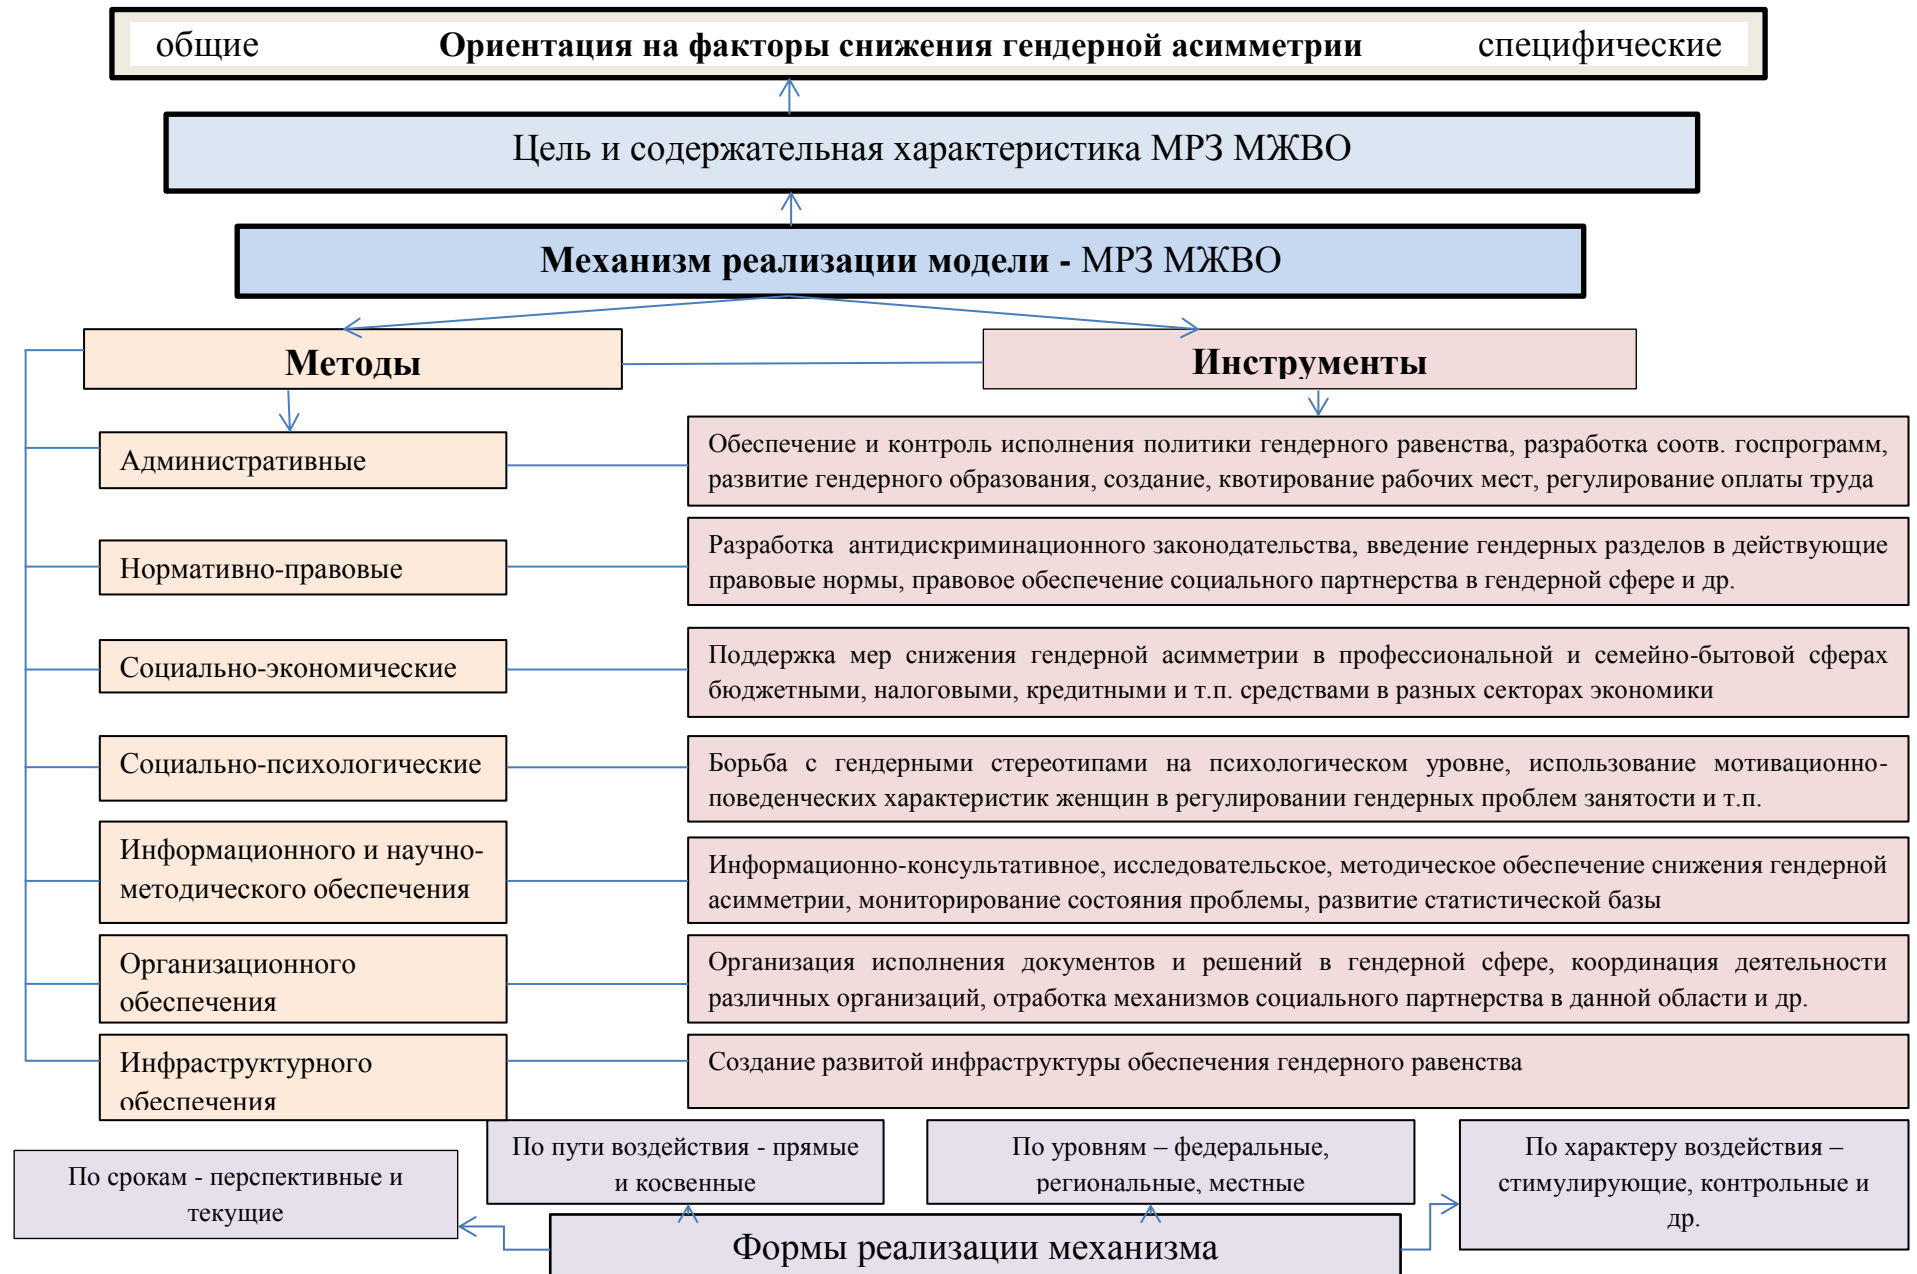 общие Ориентация на факторы снижения гендерной асимметрии специфические
Цель и содержательная характеристика МРЗ МЖВО
Механизм реализации модели - МРЗ МЖВО
Методы
Инструменты
Административные
Обеспечение и контроль исполнения политики гендерного равенства, разработка соотв. госпрограмм,
развитие гендерного образования, создание, квотирование рабочих мест, регулирование оплаты труда
Нормативно-правовые
Разработка антидискриминационного законодательства, введение гендерных разделов в действующие
правовые нормы, правовое обеспечение социального партнерства в гендерной сфере и др.
Социально-экономические
Поддержка мер снижения гендерной асимметрии в профессиональной и семейно-бытовой сферах
бюджетными, налоговыми, кредитными и т.п. средствами в разных секторах экономики
Социально-психологические
Борьба с гендерными стереотипами на психологическом уровне, использование мотивационно-
поведенческих характеристик женщин в регулировании гендерных проблем занятости и т.п.
Информационного и научно-
методического обеспечения
Информационно-консультативное, исследовательское, методическое обеспечение снижения гендерной
асимметрии, мониторирование состояния проблемы, развитие статистической базы
Организационного
обеспечения
Организация исполнения документов и решений в гендерной сфере, координация деятельности
различных организаций, отработка механизмов социального партнерства в данной области и др.
Инфраструктурного
обеспечения
Создание развитой инфраструктуры обеспечения гендерного равенства
По срокам - перспективные и
текущие
По пути воздействия - прямые
и косвенные
По уровням – федеральные,
региональные, местные
По характеру воздействия –
стимулирующие, контрольные и
др.
Формы реализации механизма